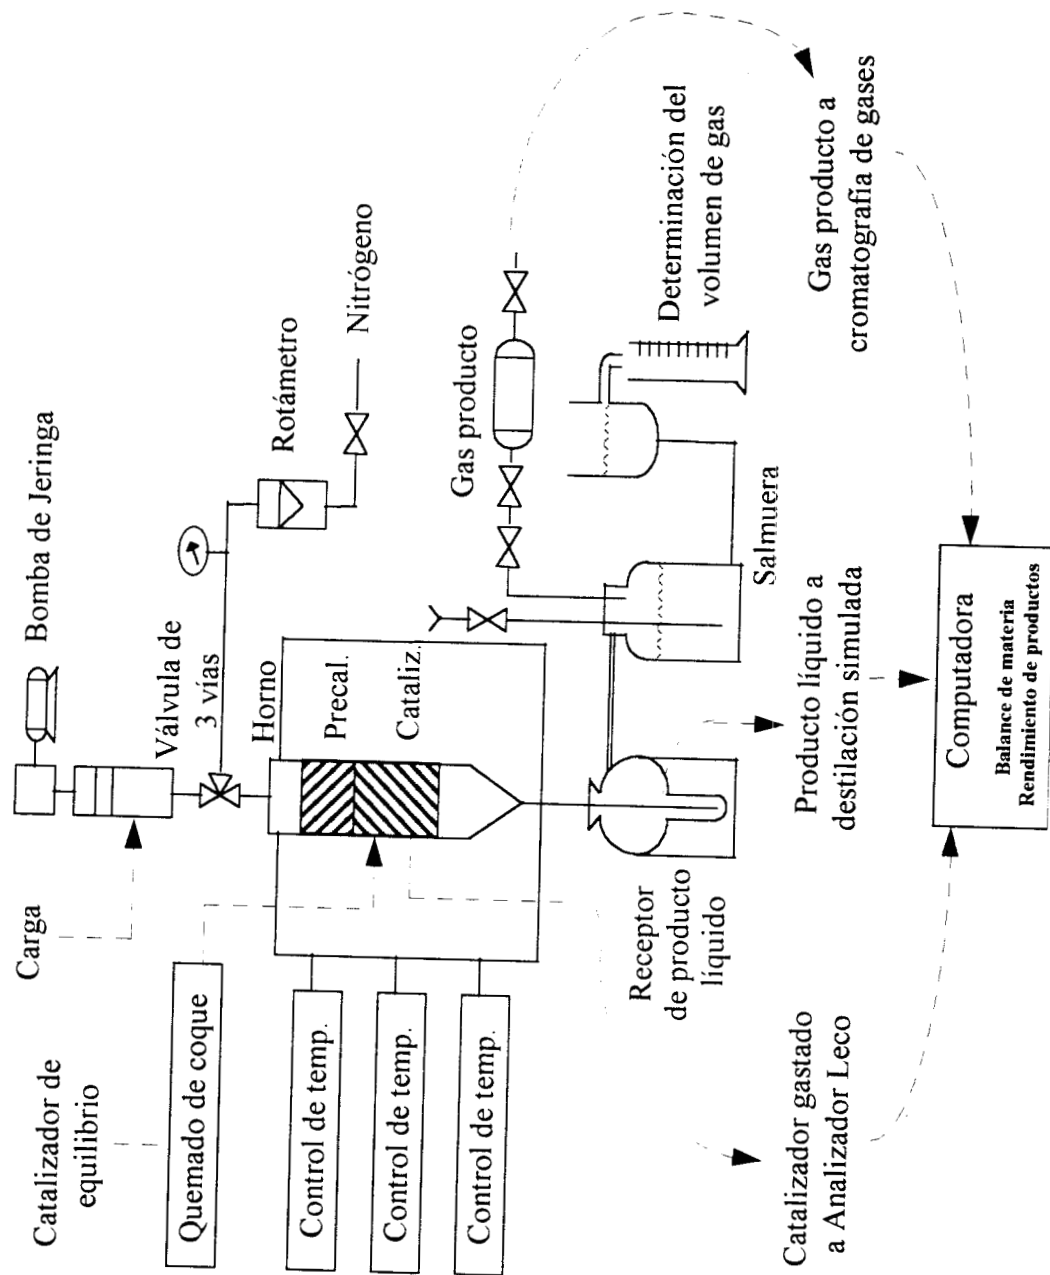 Catalizador de
equilibrio
Quemado de coque
Carga
Bomba de Jeringa
Válvula de
3 vías
Rotámetro
Nitrógeno
Horno
Precal.
Cataliz.
Control de temp.
Control de temp.
Control de temp.
Gas producto
Determinación del
volumen de gas
Salmuera
Receptor
de producto
líquido
Gas producto a
cromatografía de gases
Producto líquido a
destilación simulada
Catalizador gastado
a Analizador Leco
Computadora
Balance de materia
Rendimiento de productos